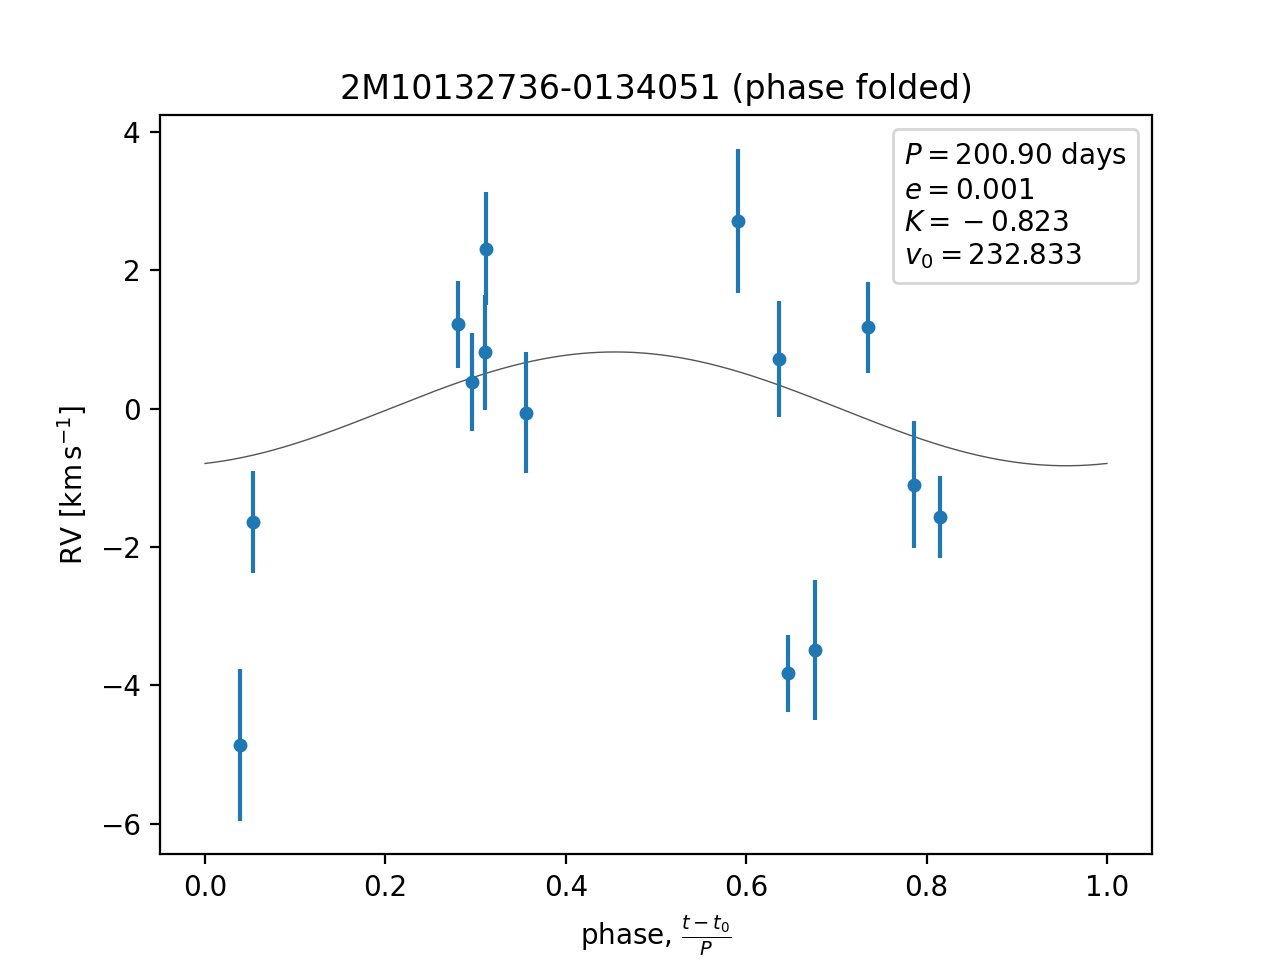 2M10132736-0134051 (phase folded)
P = 200.90 days
e = 0.001
K = −0.823
v₀ = 232.833
4
2
0
−2
−4
−6
RV [km s⁻¹]
0.0 0.2 0.4 0.6 0.8 1.0
phase, (t − t₀)/P